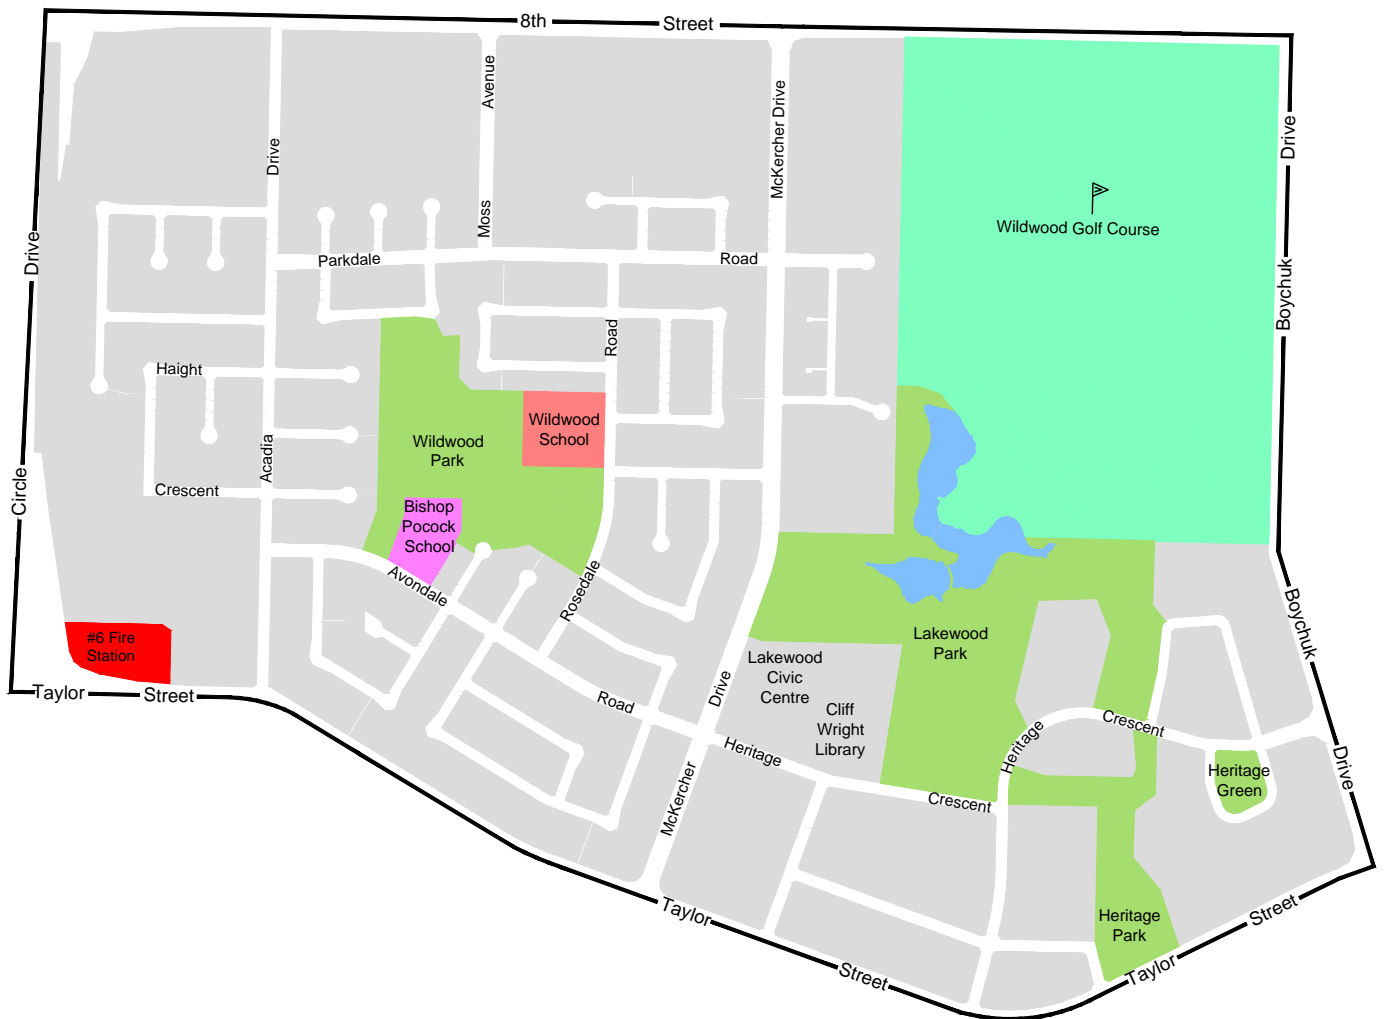 8th
Street
Avenue
McKercher Drive
Drive
Drive
Moss
Wildwood Golf Course
Drive
Parkdale
Road
Boychuk
Road
Haight
Wildwood
School
Wildwood
Park
Acadia
Circle
Crescent
Bishop
Pocock
School
Avondale
Rosedale
Boychuk
#6 Fire
Station
Lakewood
Park
Lakewood
Civic
Centre
Drive
Taylor
Street
Road
Cliff
Wright
Library
Heritage
Heritage
Crescent
Drive
Heritage
Green
McKercher
Crescent
Taylor
Heritage
Park
Street
Street
Taylor